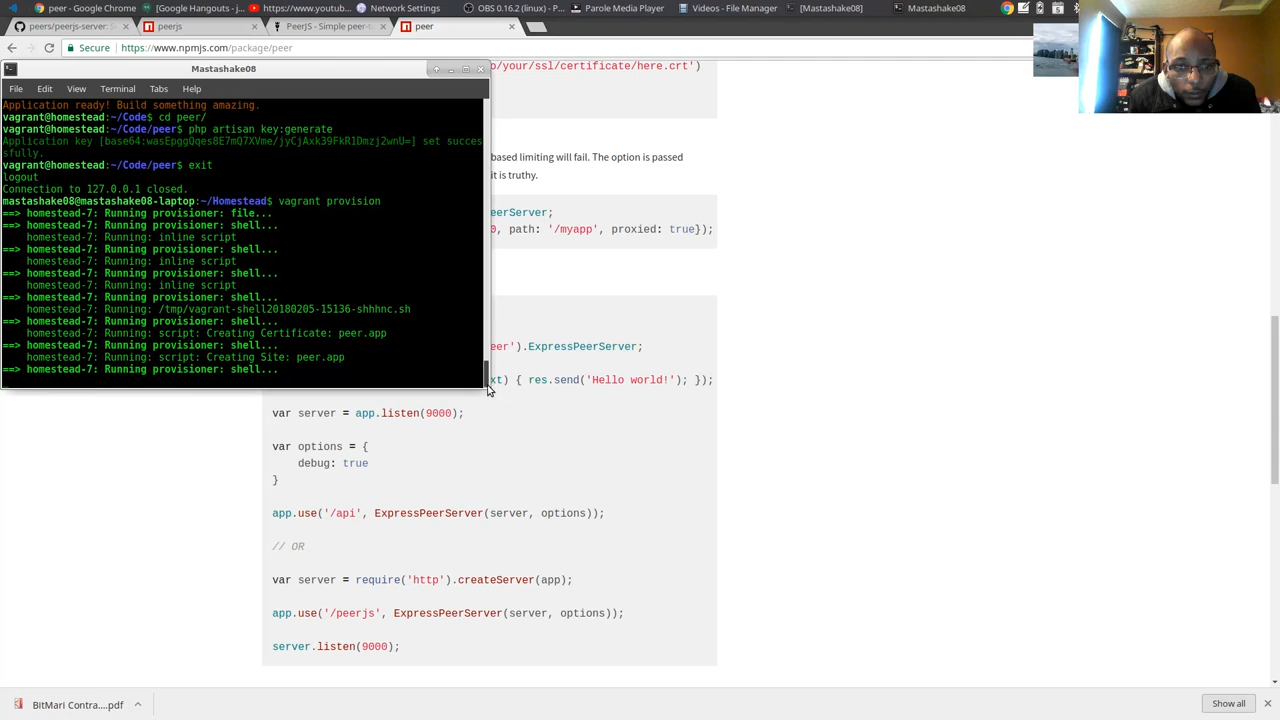 peer - Google Chrome
[Google Hangouts - j...
https://www.youtub...
Network Settings
OBS 0.16.2 (linux) - P...
Parole Media Player
Videos - File Manager
[Mastashake08]
Mastashake08
peers/peerjs-server: S
peerjs
PeerJS - Simple peer-t
peer
Secure
https://www.npmjs.com/package/peer
Mastashake08
File Edit View Terminal Tabs Help
Application ready! Build something amazing.
vagrant@homestead:~/Code$ cd peer/
vagrant@homestead:~/Code/peer$ php artisan key:generate
Application key [base64:wasEpggQqes8E7mQ7XVme/jyCjAxk39FkR1Dmzj2wnU=] set succes
sfully.
vagrant@homestead:~/Code/peer$ exit
logout
Connection to 127.0.0.1 closed.
mastashake08@mastashake08-laptop:~/Homestead$ vagrant provision
==> homestead-7: Running provisioner: file...
==> homestead-7: Running provisioner: shell...
homestead-7: Running: inline script
==> homestead-7: Running provisioner: shell...
homestead-7: Running: inline script
==> homestead-7: Running provisioner: shell...
homestead-7: Running: inline script
==> homestead-7: Running provisioner: shell...
homestead-7: Running: /tmp/vagrant-shell20180205-15136-shhhnc.sh
==> homestead-7: Running provisioner: shell...
homestead-7: Running: script: Creating Certificate: peer.app
==> homestead-7: Running provisioner: shell...
homestead-7: Running: script: Creating Site: peer.app
==> homestead-7: Running provisioner: shell...
o/your/ssl/certificate/here.crt')
based limiting will fail. The option is passed
it is truthy.
eerServer;
0, path: '/myapp', proxied: true});
eer').ExpressPeerServer;
xt) { res.send('Hello world!'); });
var server = app.listen(9000);
var options = {
debug: true
}
app.use('/api', ExpressPeerServer(server, options));
// OR
var server = require('http').createServer(app);
app.use('/peerjs', ExpressPeerServer(server, options));
server.listen(9000);
BitMari Contra....pdf
Show all